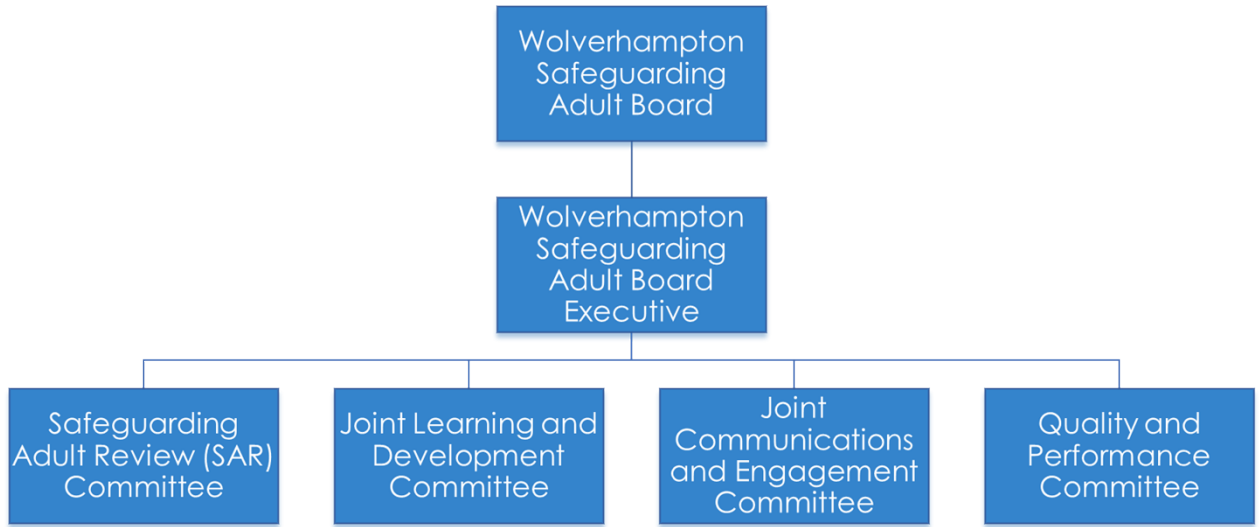 Wolverhampton
Safeguarding
Adult Board
Wolverhampton
Safeguarding
Adult Board
Executive
Safeguarding
Adult Review (SAR)
Committee
Joint Learning and
Development
Committee
Joint
Communications
and Engagement
Committee
Quality and
Performance
Committee